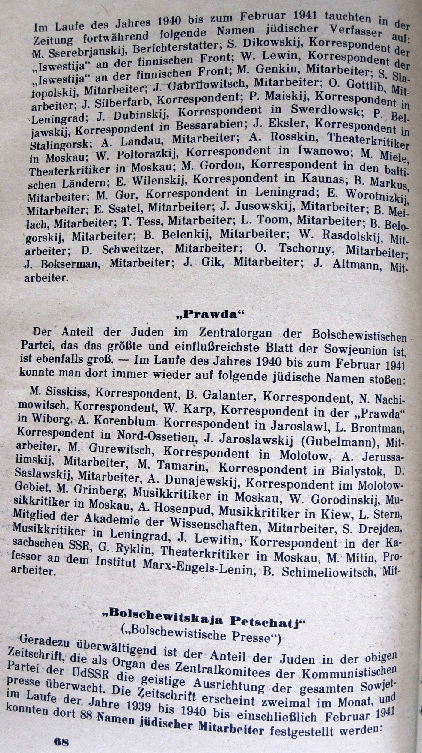 Im Laufe des Jahres 1940 bis zum Februar 1941 tauchten in der
Zeitung fortwährend folgende Namen jüdischer Verfasser auf:
M. Sserebrjanskij, Berichterstatter; S. Dikowskij, Korrespondent der
„Iswestija“ an der finnischen Front; W. Lewin, Korrespondent der
„Iswestija“ an der finnischen Front; M. Genkin, Mitarbeiter; S. Sin-
topolskij, Mitarbeiter; J. Gabrilowitsch, Mitarbeiter; O. Gottlib, Mit-
arbeiter; J. Silberfarb, Korrespondent; P. Maiskij, Korrespondent in
Leningrad; J. Dubinskij, Korrespondent in Swerdlowsk; P. Bel-
jawskij, Korrespondent in Bessarabien; J. Eksler, Korrespondent in
Stalingorsk; A. Landau, Mitarbeiter; A. Rosskin, Theaterkritiker
in Moskau; W. Poltorazkij, Korrespondent in Iwanowo; M. Miele,
Theaterkritiker in Moskau; M. Gordon, Korrespondent in den balti-
schen Ländern; E. Wilenskij, Korrespondent in Kaunas; B. Markus,
Mitarbeiter; M. Gor, Korrespondent in Leningrad; E. Worotnizkij,
Mitarbeiter; E. Ssatel, Mitarbeiter; J. Jusowskij, Mitarbeiter; B. Mei-
lach, Mitarbeiter; T. Tess, Mitarbeiter; L. Toom, Mitarbeiter; B. Belo-
gorskij, Mitarbeiter; B. Belenkij, Mitarbeiter; W. Rasdolskij, Mit-
arbeiter; D. Schweitzer, Mitarbeiter; O. Tschorny, Mitarbeiter;
J. Bokserman, Mitarbeiter; J. Gik, Mitarbeiter; J. Altmann, Mit-
arbeiter.
„Prawda“
Der Anteil der Juden im Zentralorgan der Bolschewistischen
Partei, das das größte und einflußreichste Blatt der Sowjeunion ist,
ist ebenfalls groß. — Im Laufe des Jahres 1940 bis zum Februar 1941
konnte man dort immer wieder auf folgende jüdische Namen stoßen:
M. Sisskiss, Korrespondent, B. Galanter, Korrespondent, N. Nachi-
mowitsch, Korrespondent, W. Karp, Korrespondent in der „Prawda“
in Wiborg, A. Korenblum. Korrespondent in Jaroslawl, L. Brontman,
Korrespondent in Nord-Ossetien, J. Jaroslawskij (Gubelmann), Mit-
arbeiter, M. Gurewitsch, Korrespondent in Molotow, A. Jerussa-
limskij, Mitarbeiter, M. Tamarin, Korrespondent in Bialystok, D.
Saslawskij, Mitarbeiter, A. Dunajewskij, Korrespondent im Molotow-
Gebiet, M. Grinberg, Musikkritiker in Moskau, W. Gorodinskij, Mu-
sikkritiker in Moskau, A. Hosenpud, Musikkritiker in Kiew, L. Stern,
Mitglied der Akademie der Wissenschaften, Mitarbeiter, S. Drejden,
Musikkritiker in Leningrad, J. Lewitin, Korrespondent in der Ka-
sachschen SSR, G. Ryklin, Theaterkritiker in Moskau, M. Mitin, Pro-
fessor an dem Institut Marx-Engels-Lenin, B. Schimeliowitsch, Mit-
arbeiter.
„Bolschewitskaja Petschatj“
(„Bolschewistische Presse“)
Geradezu überwältigend ist der Anteil der Juden in der obigen
Zeitschrift, die als Organ des Zentralkomitees der Kommunistischen
Partei der UdSSR die geistige Ausrichtung der gesamten Sowjet-
presse überwacht. Die Zeitschrift erscheint zweimal im Monat, und
im Laufe der Jahre 1939 bis 1940 bis einschließlich Februar 1941
konnten dort 88 Namen jüdischer Mitarbeiter festgestellt werden:
68